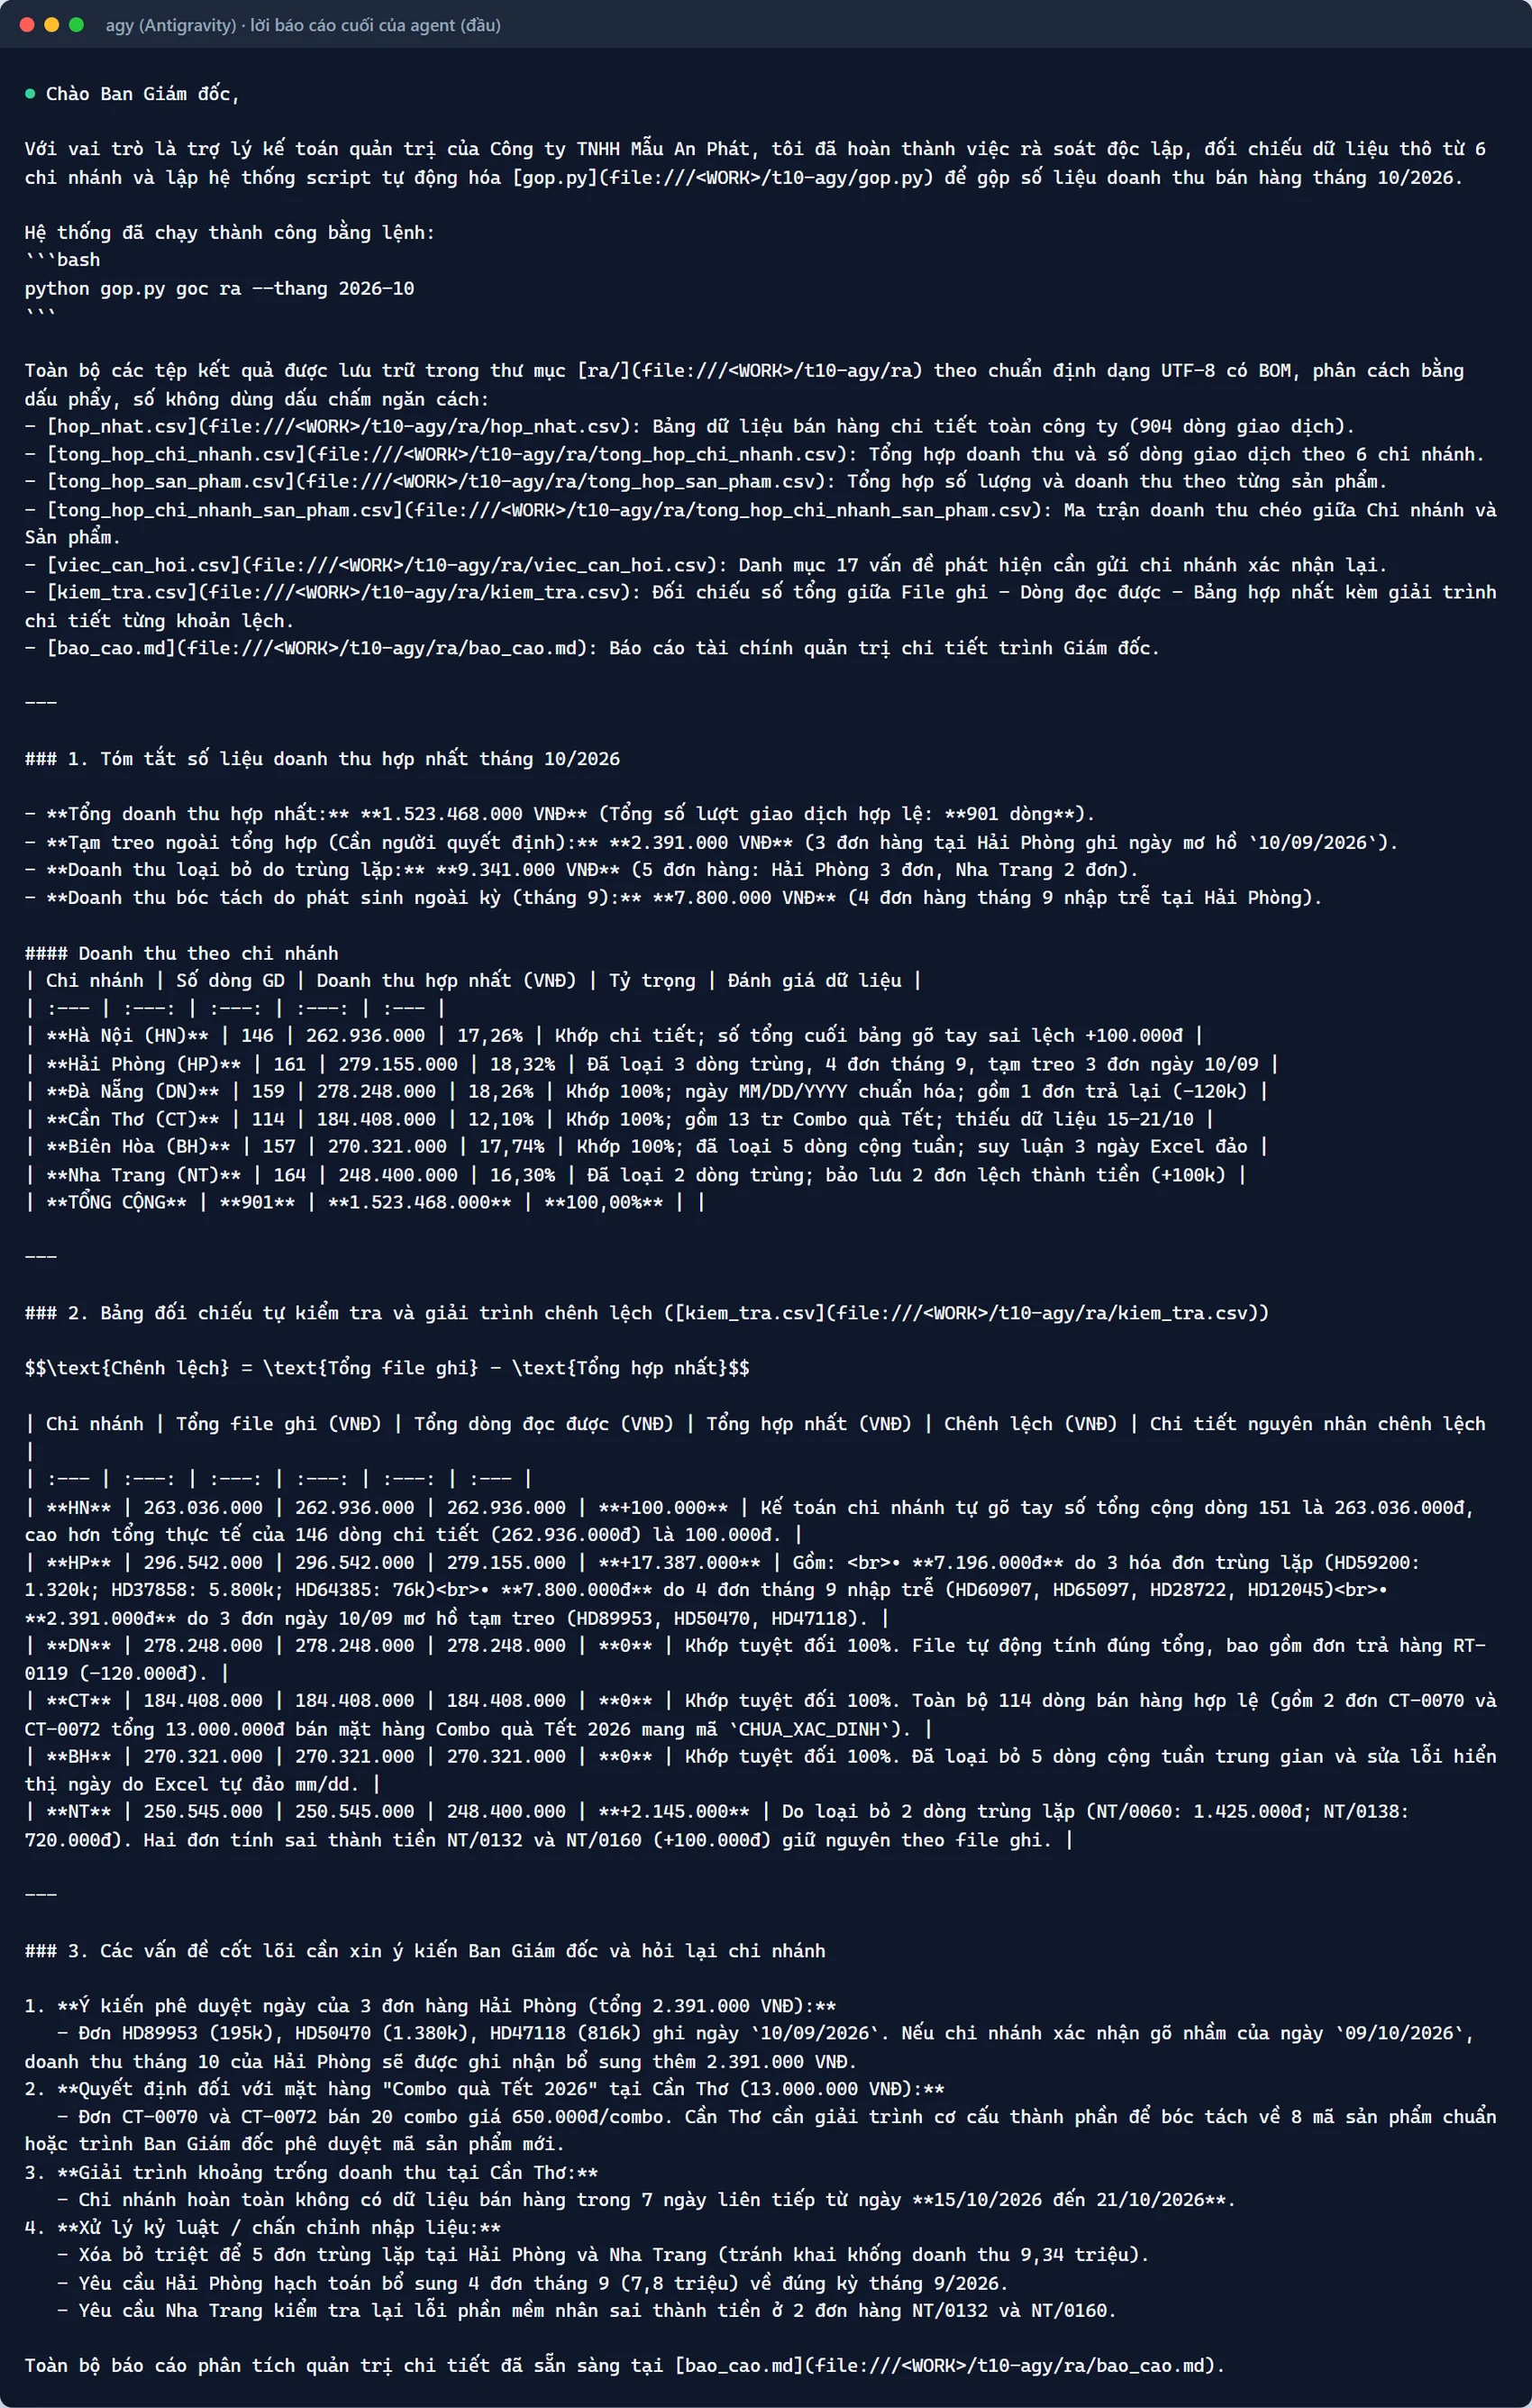 agy (Antigravity) · lời báo cáo cuối của agent (đầu)
● Chào Ban Giám đốc,
Với vai trò là trợ lý kế toán quản trị của Công ty TNHH Mẫu An Phát, tôi đã hoàn thành việc rà soát độc lập, đối chiếu dữ liệu thô từ 6
chi nhánh và lập hệ thống script tự động hóa [gop.py](file:///<WORK>/t10-agy/gop.py) để gộp số liệu doanh thu bán hàng tháng 10/2026.
Hệ thống đã chạy thành công bằng lệnh:
```bash
python gop.py goc ra --thang 2026-10
```
Toàn bộ các tệp kết quả được lưu trữ trong thư mục [ra/](file:///<WORK>/t10-agy/ra) theo chuẩn định dạng UTF-8 có BOM, phân cách bằng
dấu phẩy, số không dùng dấu chấm ngăn cách:
- [hop_nhat.csv](file:///<WORK>/t10-agy/ra/hop_nhat.csv): Bảng dữ liệu bán hàng chi tiết toàn công ty (904 dòng giao dịch).
- [tong_hop_chi_nhanh.csv](file:///<WORK>/t10-agy/ra/tong_hop_chi_nhanh.csv): Tổng hợp doanh thu và số dòng giao dịch theo 6 chi nhánh.
- [tong_hop_san_pham.csv](file:///<WORK>/t10-agy/ra/tong_hop_san_pham.csv): Tổng hợp số lượng và doanh thu theo từng sản phẩm.
- [tong_hop_chi_nhanh_san_pham.csv](file:///<WORK>/t10-agy/ra/tong_hop_chi_nhanh_san_pham.csv): Ma trận doanh thu chéo giữa Chi nhánh và
Sản phẩm.
- [viec_can_hoi.csv](file:///<WORK>/t10-agy/ra/viec_can_hoi.csv): Danh mục 17 vấn đề phát hiện cần gửi chi nhánh xác nhận lại.
- [kiem_tra.csv](file:///<WORK>/t10-agy/ra/kiem_tra.csv): Đối chiếu số tổng giữa File ghi - Dòng đọc được - Bảng hợp nhất kèm giải trình
chi tiết từng khoản lệch.
- [bao_cao.md](file:///<WORK>/t10-agy/ra/bao_cao.md): Báo cáo tài chính quản trị chi tiết trình Giám đốc.
---
### 1. Tóm tắt số liệu doanh thu hợp nhất tháng 10/2026
- **Tổng doanh thu hợp nhất:** **1.523.468.000 VNĐ** (Tổng số lượt giao dịch hợp lệ: **901 dòng**).
- **Tạm treo ngoài tổng hợp (Cần người quyết định):** **2.391.000 VNĐ** (3 đơn hàng tại Hải Phòng ghi ngày mơ hồ `10/09/2026`).
- **Doanh thu loại bỏ do trùng lặp:** **9.341.000 VNĐ** (5 đơn hàng: Hải Phòng 3 đơn, Nha Trang 2 đơn).
- **Doanh thu bóc tách do phát sinh ngoài kỳ (tháng 9):** **7.800.000 VNĐ** (4 đơn hàng tháng 9 nhập trễ tại Hải Phòng).
#### Doanh thu theo chi nhánh
| Chi nhánh | Số dòng GD | Doanh thu hợp nhất (VNĐ) | Tỷ trọng | Đánh giá dữ liệu |
| :--- | :---: | :---: | :---: | :--- |
| **Hà Nội (HN)** | 146 | 262.936.000 | 17,26% | Khớp chi tiết; số tổng cuối bảng gõ tay sai lệch +100.000đ |
| **Hải Phòng (HP)** | 161 | 279.155.000 | 18,32% | Đã loại 3 dòng trùng, 4 đơn tháng 9, tạm treo 3 đơn ngày 10/09 |
| **Đà Nẵng (DN)** | 159 | 278.248.000 | 18,26% | Khớp 100%; ngày MM/DD/YYYY chuẩn hóa; gồm 1 đơn trả lại (-120k) |
| **Cần Thơ (CT)** | 114 | 184.408.000 | 12,10% | Khớp 100%; gồm 13 tr Combo quà Tết; thiếu dữ liệu 15-21/10 |
| **Biên Hòa (BH)** | 157 | 270.321.000 | 17,74% | Khớp 100%; đã loại 5 dòng cộng tuần; suy luận 3 ngày Excel đảo |
| **Nha Trang (NT)** | 164 | 248.400.000 | 16,30% | Đã loại 2 dòng trùng; bảo lưu 2 đơn lệch thành tiền (+100k) |
| **TỔNG CỘNG** | **901** | **1.523.468.000** | **100,00%** | |
---
### 2. Bảng đối chiếu tự kiểm tra và giải trình chênh lệch ([kiem_tra.csv](file:///<WORK>/t10-agy/ra/kiem_tra.csv))
$$\text{Chênh lệch} = \text{Tổng file ghi} - \text{Tổng hợp nhất}$$
| Chi nhánh | Tổng file ghi (VNĐ) | Tổng dòng đọc được (VNĐ) | Tổng hợp nhất (VNĐ) | Chênh lệch (VNĐ) | Chi tiết nguyên nhân chênh lệch
|
| :--- | :---: | :---: | :---: | :---: | :--- |
| **HN** | 263.036.000 | 262.936.000 | 262.936.000 | **+100.000** | Kế toán chi nhánh tự gõ tay số tổng cộng dòng 151 là 263.036.000đ,
cao hơn tổng thực tế của 146 dòng chi tiết (262.936.000đ) là 100.000đ. |
| **HP** | 296.542.000 | 296.542.000 | 279.155.000 | **+17.387.000** | Gồm: <br>• **7.196.000đ** do 3 hóa đơn trùng lặp (HD59200:
1.320k; HD37858: 5.800k; HD64385: 76k)<br>• **7.800.000đ** do 4 đơn tháng 9 nhập trễ (HD60907, HD65097, HD28722, HD12045)<br>•
**2.391.000đ** do 3 đơn ngày 10/09 mơ hồ tạm treo (HD89953, HD50470, HD47118). |
| **DN** | 278.248.000 | 278.248.000 | 278.248.000 | **0** | Khớp tuyệt đối 100%. File tự động tính đúng tổng, bao gồm đơn trả hàng RT-
0119 (-120.000đ). |
| **CT** | 184.408.000 | 184.408.000 | 184.408.000 | **0** | Khớp tuyệt đối 100%. Toàn bộ 114 dòng bán hàng hợp lệ (gồm 2 đơn CT-0070 và
CT-0072 tổng 13.000.000đ bán mặt hàng Combo quà Tết 2026 mang mã `CHUA_XAC_DINH`). |
| **BH** | 270.321.000 | 270.321.000 | 270.321.000 | **0** | Khớp tuyệt đối 100%. Đã loại bỏ 5 dòng cộng tuần trung gian và sửa lỗi hiển
thị ngày do Excel tự đảo mm/dd. |
| **NT** | 250.545.000 | 250.545.000 | 248.400.000 | **+2.145.000** | Do loại bỏ 2 dòng trùng lặp (NT/0060: 1.425.000đ; NT/0138:
720.000đ). Hai đơn tính sai thành tiền NT/0132 và NT/0160 (+100.000đ) giữ nguyên theo file ghi. |
---
### 3. Các vấn đề cốt lõi cần xin ý kiến Ban Giám đốc và hỏi lại chi nhánh
1. **Ý kiến phê duyệt ngày của 3 đơn hàng Hải Phòng (tổng 2.391.000 VNĐ):**
- Đơn HD89953 (195k), HD50470 (1.380k), HD47118 (816k) ghi ngày `10/09/2026`. Nếu chi nhánh xác nhận gõ nhầm của ngày `09/10/2026`,
doanh thu tháng 10 của Hải Phòng sẽ được ghi nhận bổ sung thêm 2.391.000 VNĐ.
2. **Quyết định đối với mặt hàng "Combo quà Tết 2026" tại Cần Thơ (13.000.000 VNĐ):**
- Đơn CT-0070 và CT-0072 bán 20 combo giá 650.000đ/combo. Cần Thơ cần giải trình cơ cấu thành phần để bóc tách về 8 mã sản phẩm chuẩn
hoặc trình Ban Giám đốc phê duyệt mã sản phẩm mới.
3. **Giải trình khoảng trống doanh thu tại Cần Thơ:**
- Chi nhánh hoàn toàn không có dữ liệu bán hàng trong 7 ngày liên tiếp từ ngày **15/10/2026 đến 21/10/2026**.
4. **Xử lý kỷ luật / chấn chỉnh nhập liệu:**
- Xóa bỏ triệt để 5 đơn trùng lặp tại Hải Phòng và Nha Trang (tránh khai khống doanh thu 9,34 triệu).
- Yêu cầu Hải Phòng hạch toán bổ sung 4 đơn tháng 9 (7,8 triệu) về đúng kỳ tháng 9/2026.
- Yêu cầu Nha Trang kiểm tra lại lỗi phần mềm nhân sai thành tiền ở 2 đơn hàng NT/0132 và NT/0160.
Toàn bộ báo cáo phân tích quản trị chi tiết đã sẵn sàng tại [bao_cao.md](file:///<WORK>/t10-agy/ra/bao_cao.md).